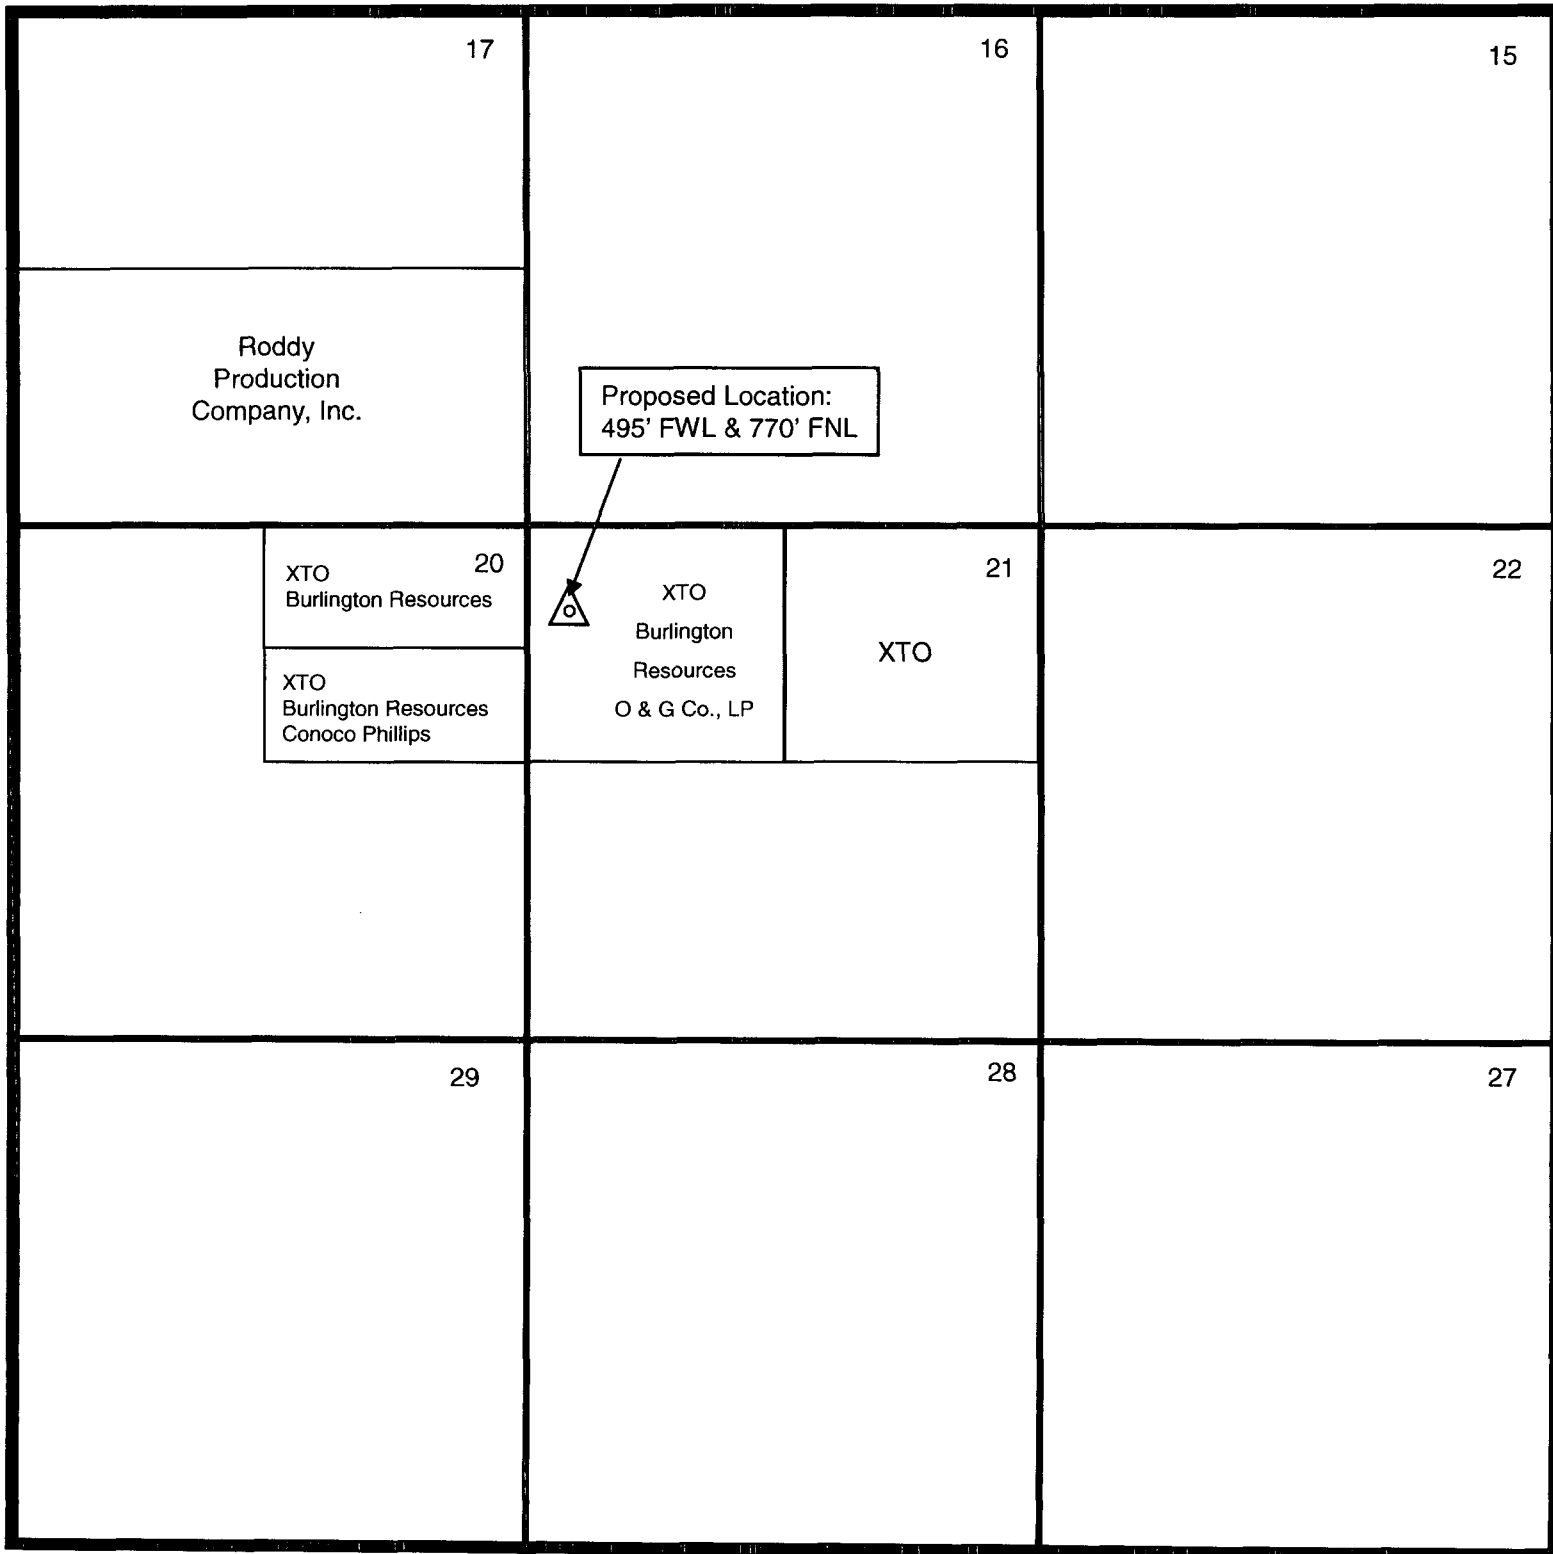 17
16
15
Roddy
Production
Company, Inc.
Proposed Location:
495' FWL & 770' FNL
20
XTO
Burlington Resources
XTO
Burlington Resources
Conoco Phillips
XTO
Burlington
Resources
O & G Co., LP
21
XTO
22
29
28
27